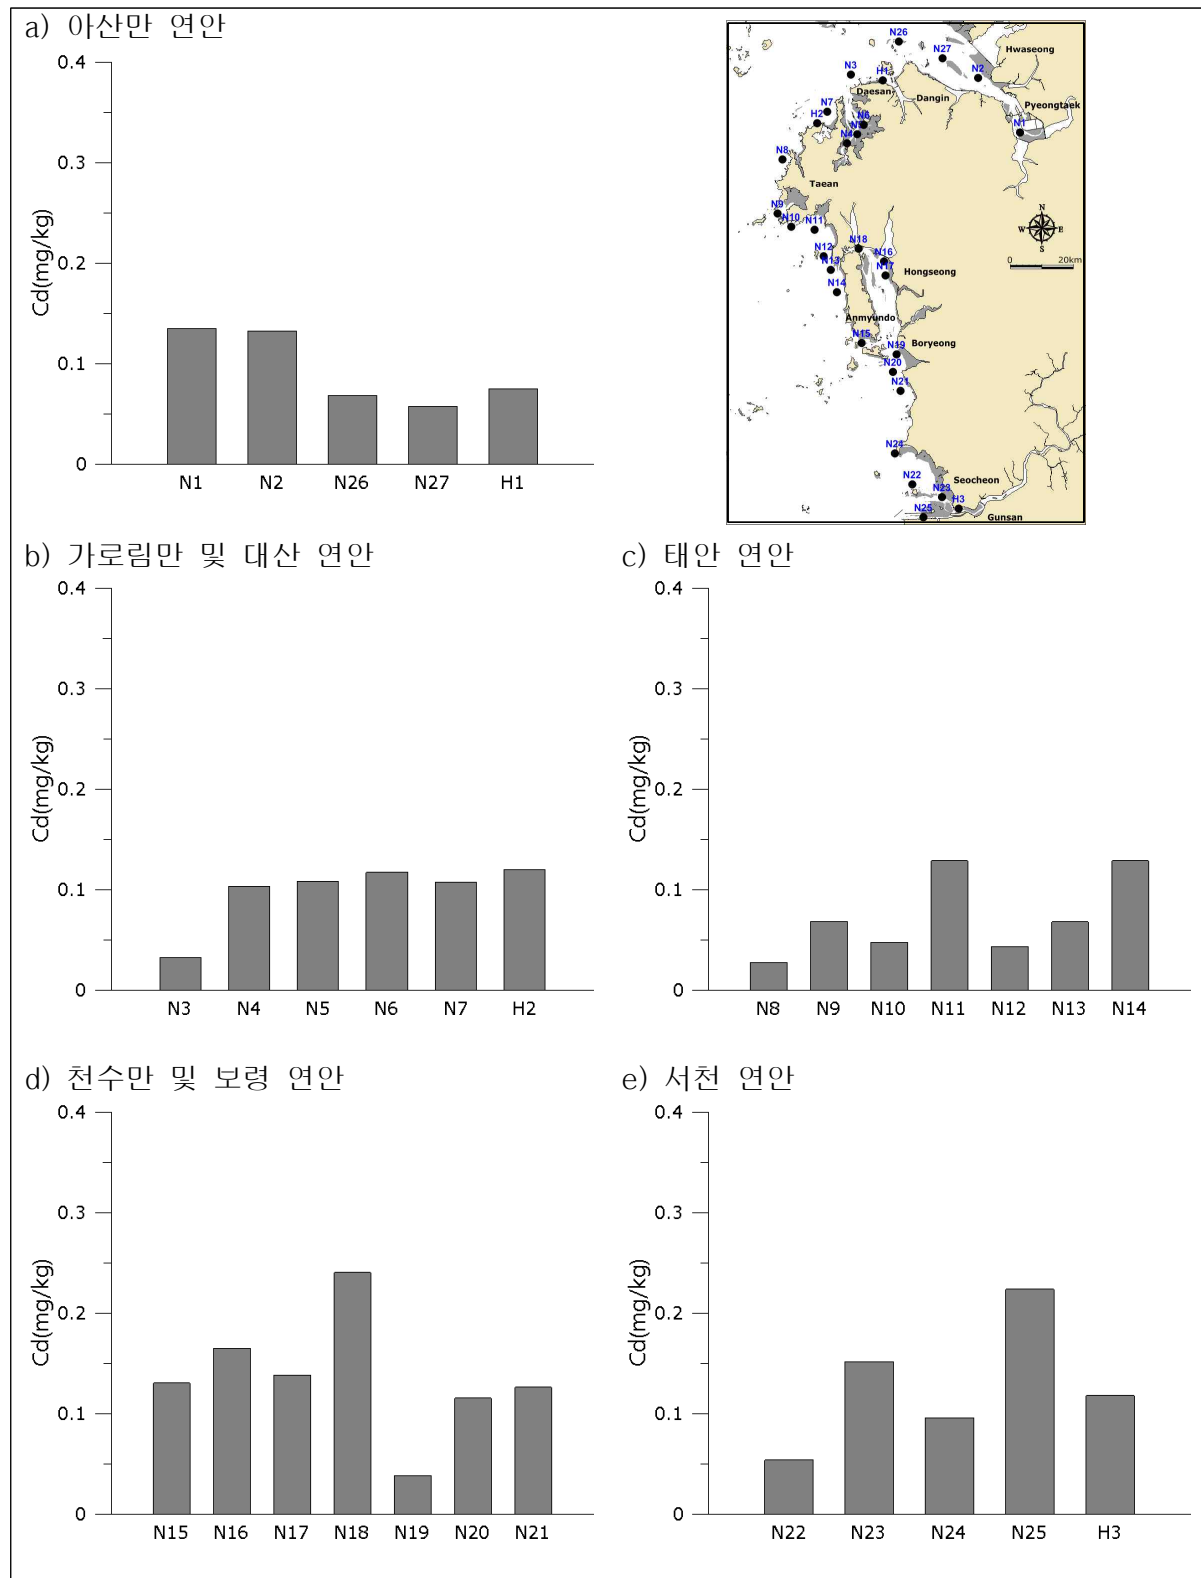 a) 아산만 연안
0.4
0.3
0.2
0.1
0
Cd(mg/kg)
N1 N2 N26 N27 H1
N26
N27
Hwaseong
N3
H1
N2
Daesan
Dangin
Pyeongtaek
N7
H2
N6
N5
N4
N1
N8
Taean
N9
N10
N11
N
W E
S
N12
N18
N16
N13
N17
Hongseong
0 20km
N14
Anmyundo
N15
N19
Boryeong
N20
N21
N24
N22
Seocheon
N23
H3
N25
Gunsan
b) 가로림만 및 대산 연안
0.4
0.3
0.2
0.1
0
Cd(mg/kg)
N3 N4 N5 N6 N7 H2
c) 태안 연안
0.4
0.3
0.2
0.1
0
Cd(mg/kg)
N8 N9 N10 N11 N12 N13 N14
d) 천수만 및 보령 연안
0.4
0.3
0.2
0.1
0
Cd(mg/kg)
N15 N16 N17 N18 N19 N20 N21
e) 서천 연안
0.4
0.3
0.2
0.1
0
Cd(mg/kg)
N22 N23 N24 N25 H3